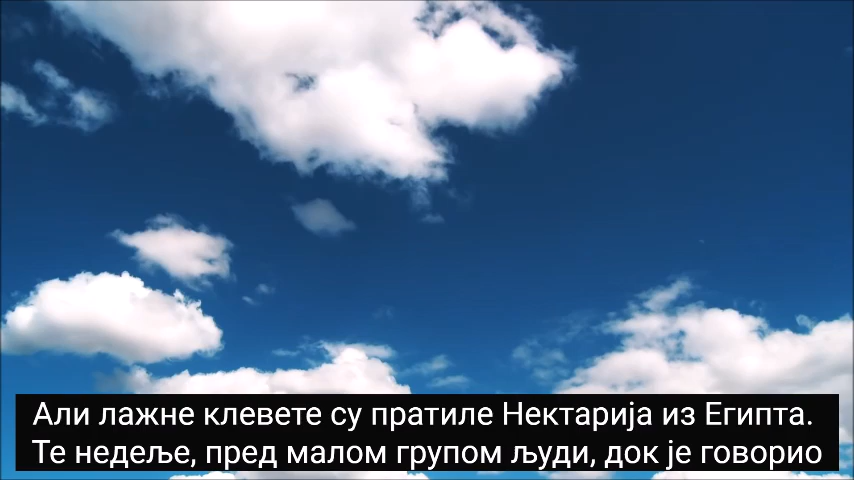 Али лажне клевете су пратиле Нектарија из Египта.
Те недеље, пред малом групом људи, док је говорио